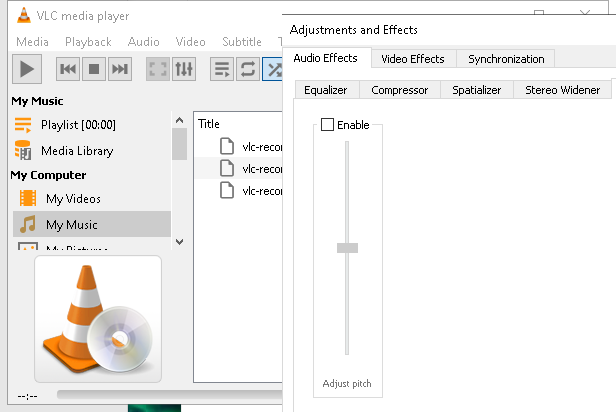 VLC media player
Media Playback Audio Video Subtitle
My Music
Playlist [00:00]
Media Library
My Computer
My Videos
My Music
My Pictures
--:--
Title
vlc-recor
vlc-recor
vlc-recor
Adjustments and Effects
Audio Effects Video Effects Synchronization
Equalizer Compressor Spatializer Stereo Widener
Enable
Adjust pitch